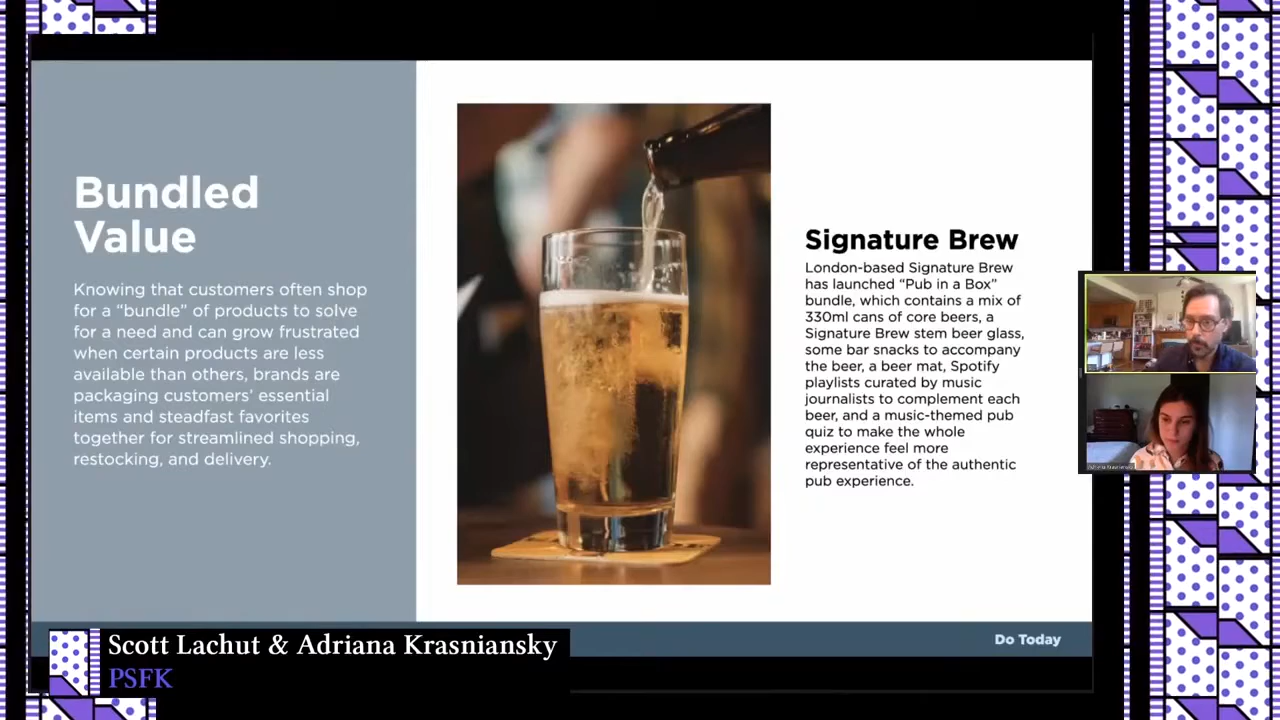 Bundled
Value
Knowing that customers often shop
for a “bundle” of products to solve
for a need and can grow frustrated
when certain products are less
available than others, brands are
packaging customers’ essential
items and steadfast favorites
together for streamlined shopping,
restocking, and delivery.
Signature Brew
London-based Signature Brew
has launched “Pub in a Box”
bundle, which contains a mix of
330ml cans of core beers, a
Signature Brew stem beer glass,
some bar snacks to accompany
the beer, a beer mat, Spotify
playlists curated by music
journalists to complement each
beer, and a music-themed pub
quiz to make the whole
experience feel more
representative of the authentic
pub experience.
Adriana Krasniansky
Do Today
Scott Lachut & Adriana Krasniansky
PSFK